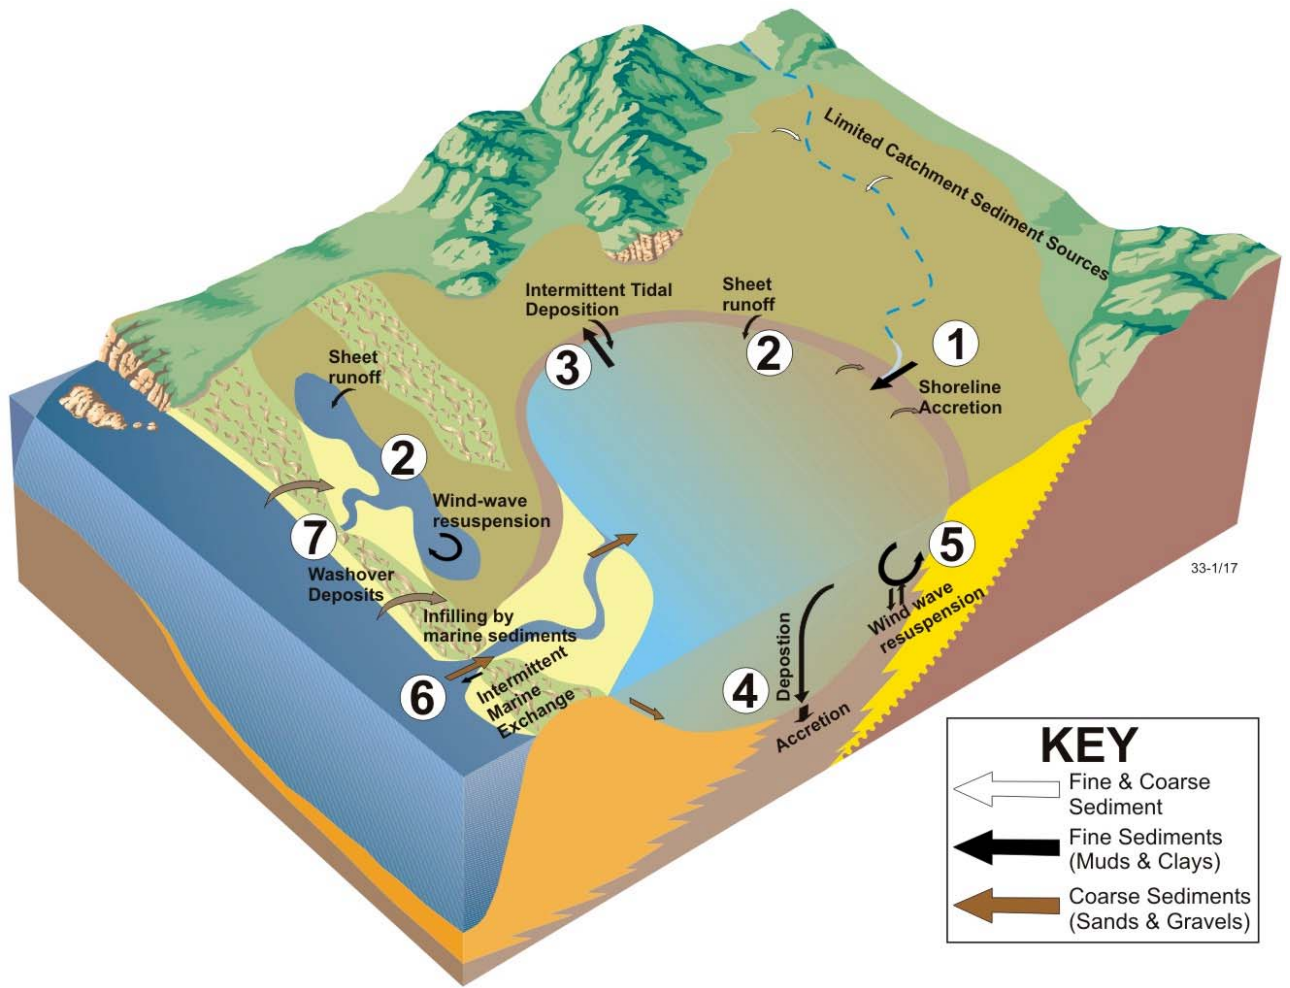 Limited Catchment Sediment Sources
Intermittent Tidal
Deposition
Sheet
runoff
1
3
2
Sheet
runoff
Shoreline
Accretion
2
Wind-wave
resuspension
7
5
33-1/17
Washover
Deposits
Wind wave
resuspension
Infilling by
marine sediments
Intermittent
Marine
Exchange
6
4
Depostion
Accretion
KEY
Fine & Coarse
Sediment
Fine Sediments
(Muds & Clays)
Coarse Sediments
(Sands & Gravels)